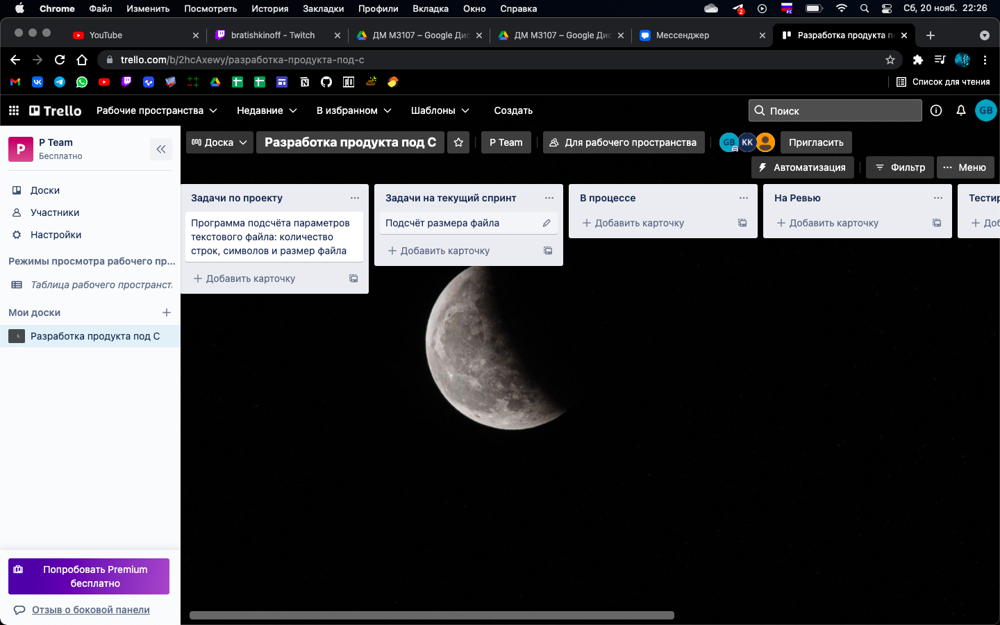 Chrome Файл Изменить Посмотреть История Закладки Профили Вкладка Окно Справка 2 РС Сб, 20 нояб. 22:26
YouTube bratishkinoff - Twitch ДМ M3107 – Google Дис ДМ M3107 – Google Дис Мессенджер Разработка продукта п
trello.com/b/2hcAxewy/разработка-продукта-под-с
Список для чтения
Trello Рабочие пространства Недавние В избранном Шаблоны Создать Поиск GB
P P Team
Бесплатно
Доски
Участники
Настройки
Режимы просмотра рабочего пр...
Таблица рабочего пространст
Мои доски
Разработка продукта под С
Попробовать Premium
бесплатно
Отзыв о боковой панели
Доска Разработка продукта под С P Team Для рабочего пространства GB KK Пригласить
Автоматизация Фильтр Меню
Задачи по проекту
Программа подсчёта параметров
текстового файла: количество
строк, символов и размер файла
Добавить карточку
Задачи на текущий спринт
Подсчёт размера файла
Добавить карточку
В процессе
Добавить карточку
На Ревью
Добавить карточку
Тестир
Доб